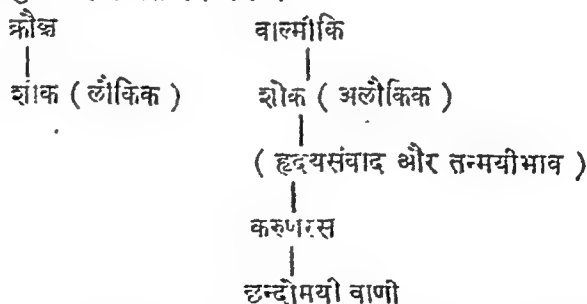 क्रौञ्च वाल्मीकि
शोक ( लौकिक ) शोक ( अलौकिक )
( हृदयसंवाद और तन्मयीभाव )
करुणरस
छन्दोमयी वाणी